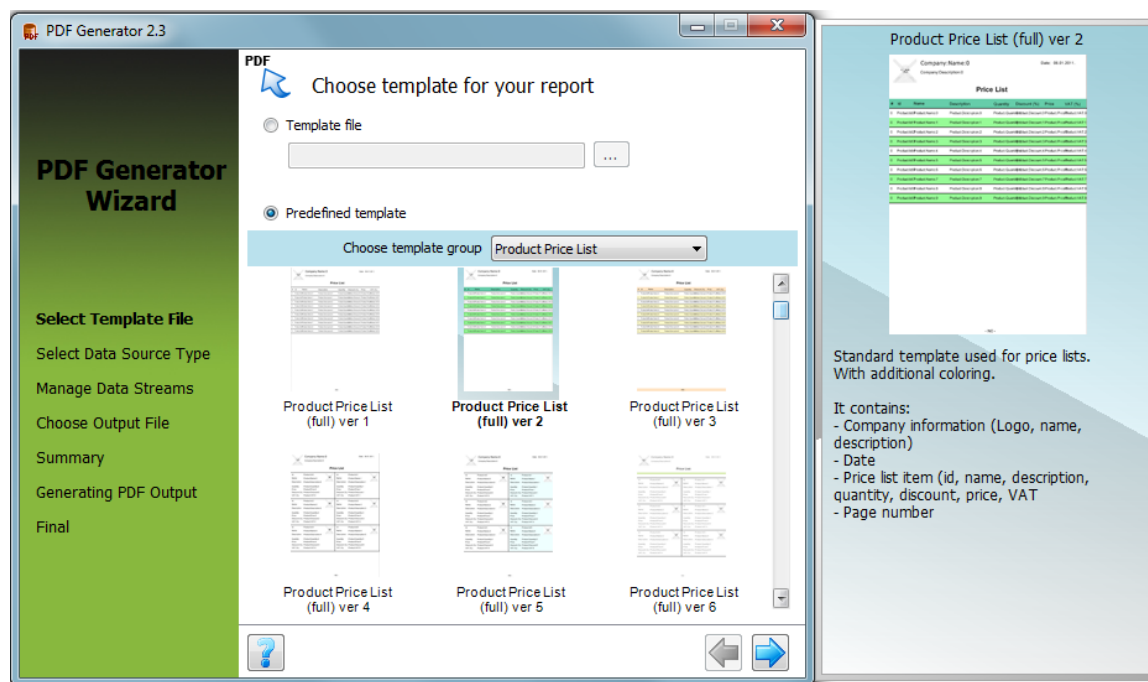 PDF Generator 2.3
PDF Generator
Wizard
Select Template File
Select Data Source Type
Manage Data Streams
Choose Output File
Summary
Generating PDF Output
Final
PDF
Choose template for your report
Template file
...
Predefined template
Choose template group Product Price List
Product Price List
(full) ver 1
Product Price List
(full) ver 2
Product Price List
(full) ver 3
Product Price List
(full) ver 4
Product Price List
(full) ver 5
Product Price List
(full) ver 6
Product Price List (full) ver 2
Company Name:0
Price List
Standard template used for price lists.
With additional coloring.
It contains:
- Company information (Logo, name,
description)
- Date
- Price list item (id, name, description,
quantity, discount, price, VAT
- Page number